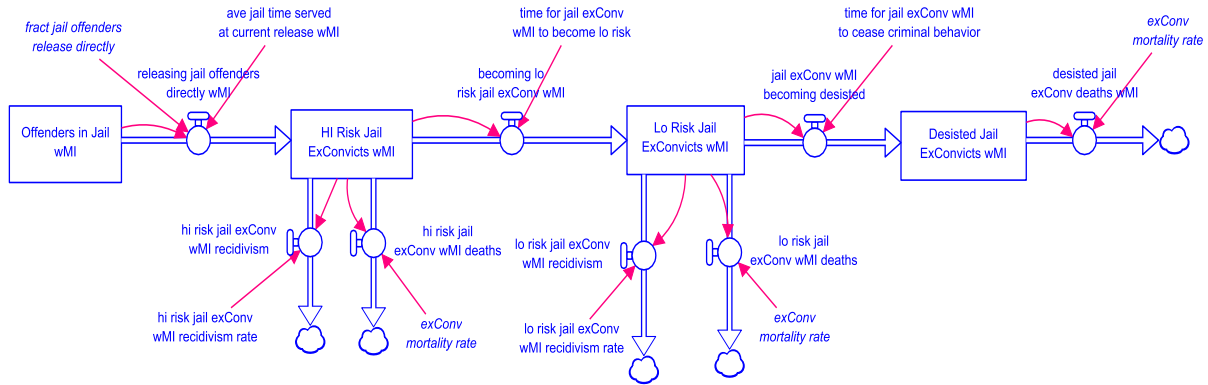 fract jail offenders
release directly
ave jail time served
at current release wMI
time for jail exConv
wMI to become lo risk
time for jail exConv wMI
to cease criminal behavior
exConv
mortality rate
releasing jail offenders
directly wMI
becoming lo
risk jail exConv wMI
jail exConv wMI
becoming desisted
desisted jail
exConv deaths wMI
Offenders in Jail
wMI
HI Risk Jail
ExConvicts wMI
Lo Risk Jail
ExConvicts wMI
Desisted Jail
ExConvicts wMI
hi risk jail exConv
wMI recidivism
hi risk jail
exConv wMI deaths
lo risk jail exConv
wMI recidivism
lo risk jail
exConv wMI deaths
hi risk jail exConv
wMI recidivism rate
exConv
mortality rate
lo risk jail exConv
wMI recidivism rate
exConv
mortality rate